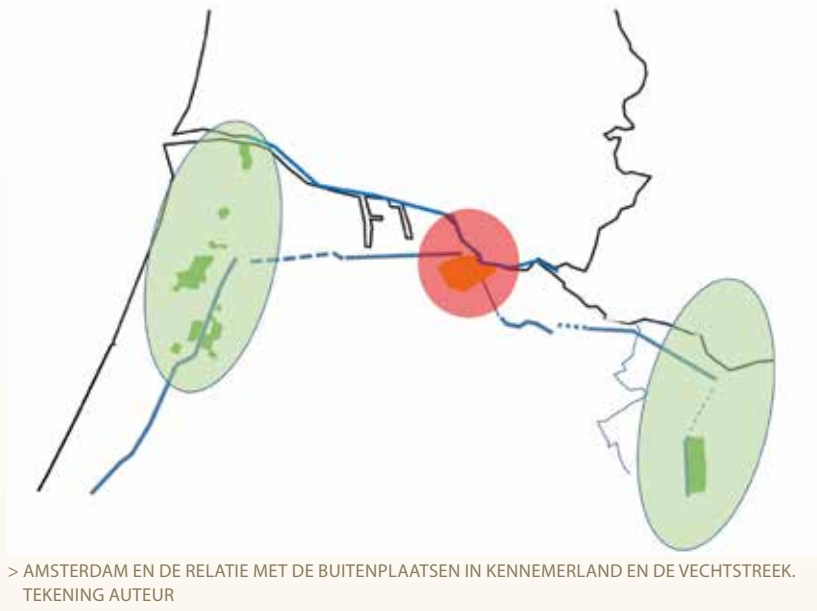 > AMSTERDAM EN DE RELATIE MET DE BUITENPLAATSEN IN KENNEMERLAND EN DE VECHTSTREEK.
TEKENING AUTEUR